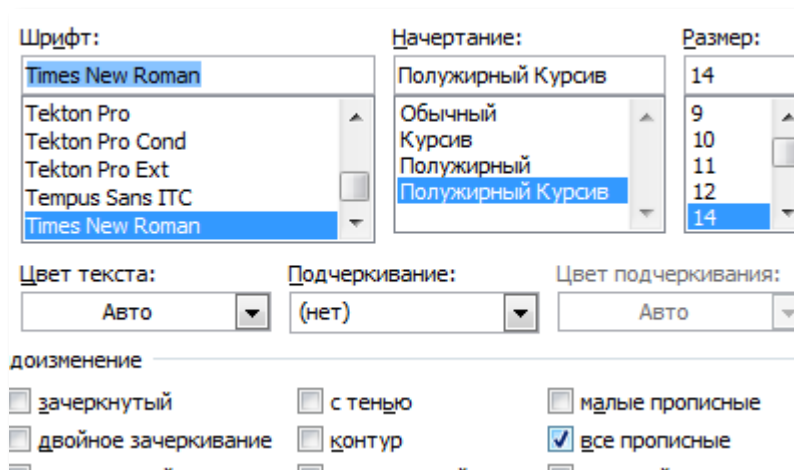 Шрифт: Начертание: Размер:
Times New Roman Полужирный Курсив 14
Tekton Pro Обычный 9
Tekton Pro Cond Курсив 10
Tekton Pro Ext Полужирный 11
Tempus Sans ITC Полужирный Курсив 12
Times New Roman 14
Цвет текста: Подчеркивание: Цвет подчеркивания:
Авто (нет) Авто
доизменение
зачеркнутый с тенью малые прописные
двойное зачеркивание контур все прописные